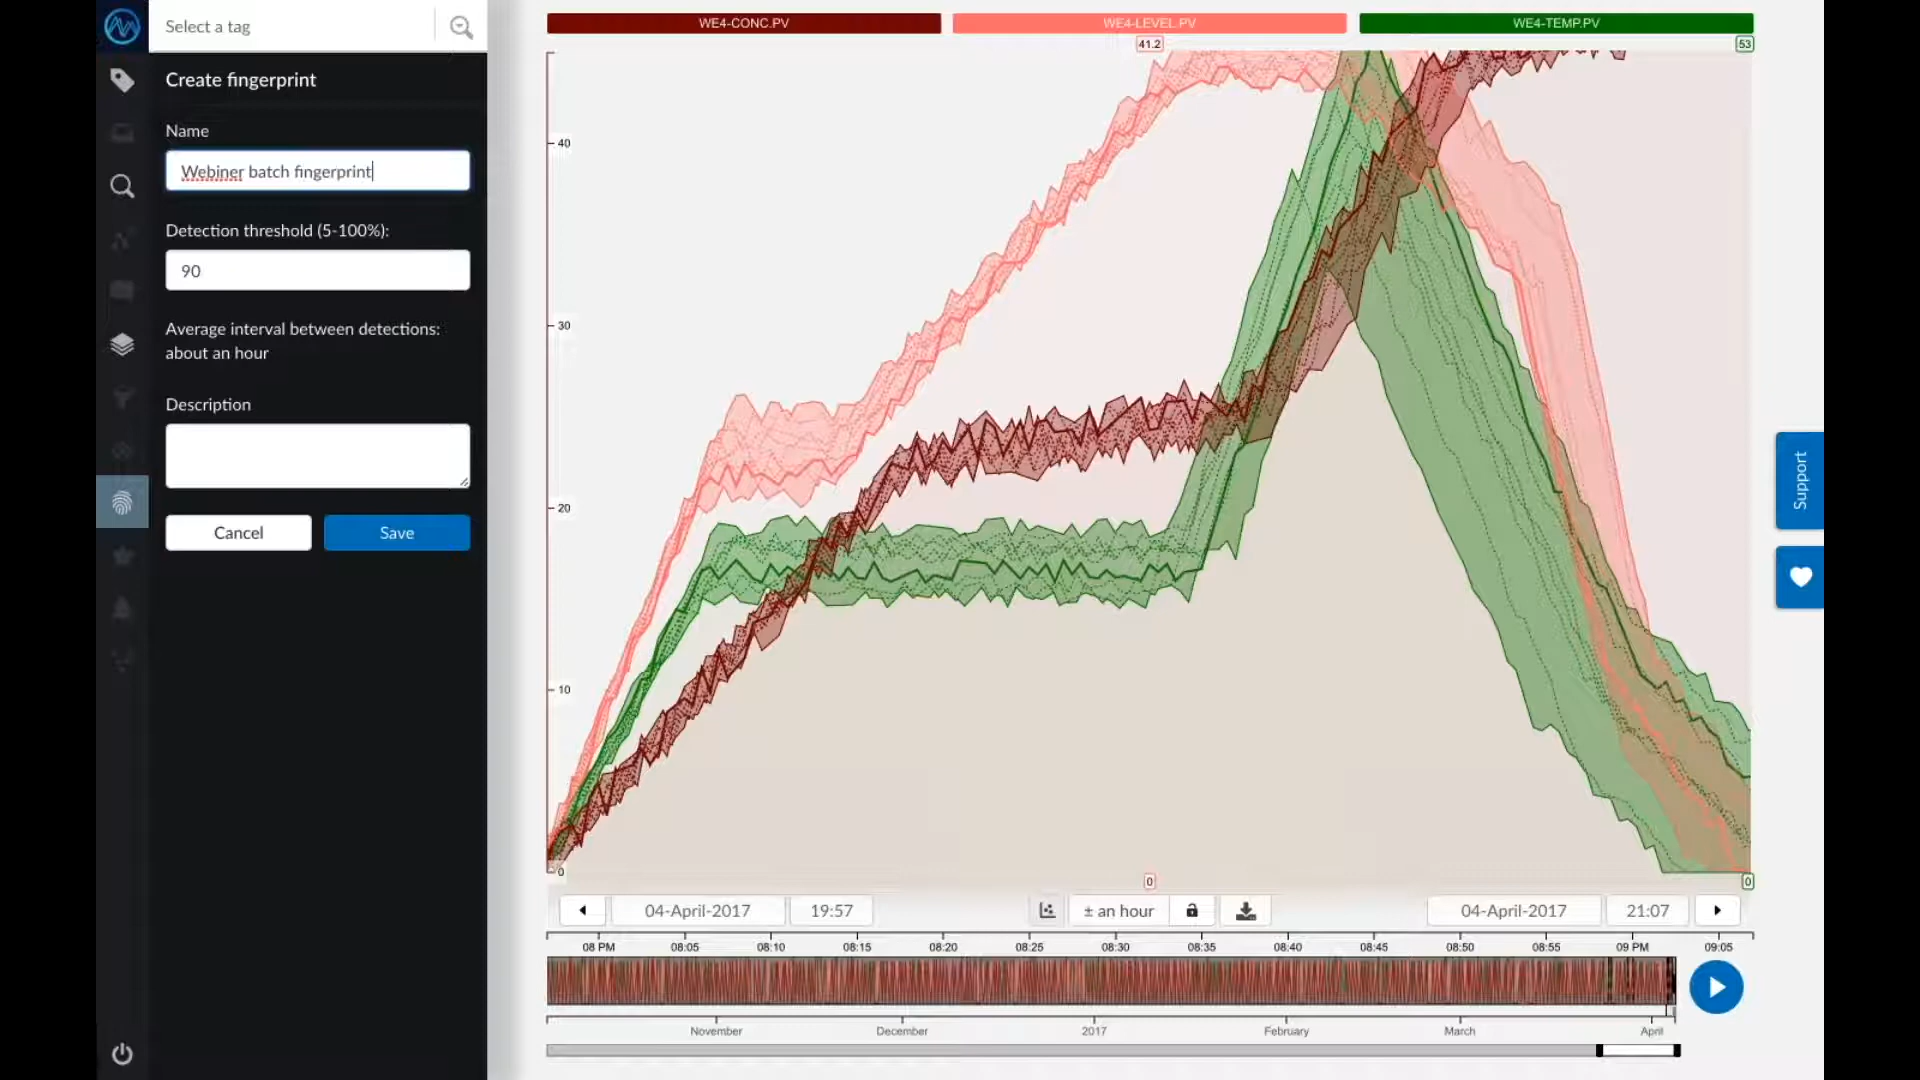 Select a tag
Create fingerprint
Name
Webiner batch fingerprint
Detection threshold (5-100%):
90
Average interval between detections:
about an hour
Description
Cancel
Save
WE4-CONC.PV
WE4-LEVEL.PV
WE4-TEMP.PV
41.2
53
40
30
20
10
0
0
0
04-April-2017
19:57
± an hour
04-April-2017
21:07
08 PM
08:05
08:10
08:15
08:20
08:25
08:30
08:35
08:40
08:45
08:50
08:55
09 PM
09:05
November
December
2017
February
March
April
Support